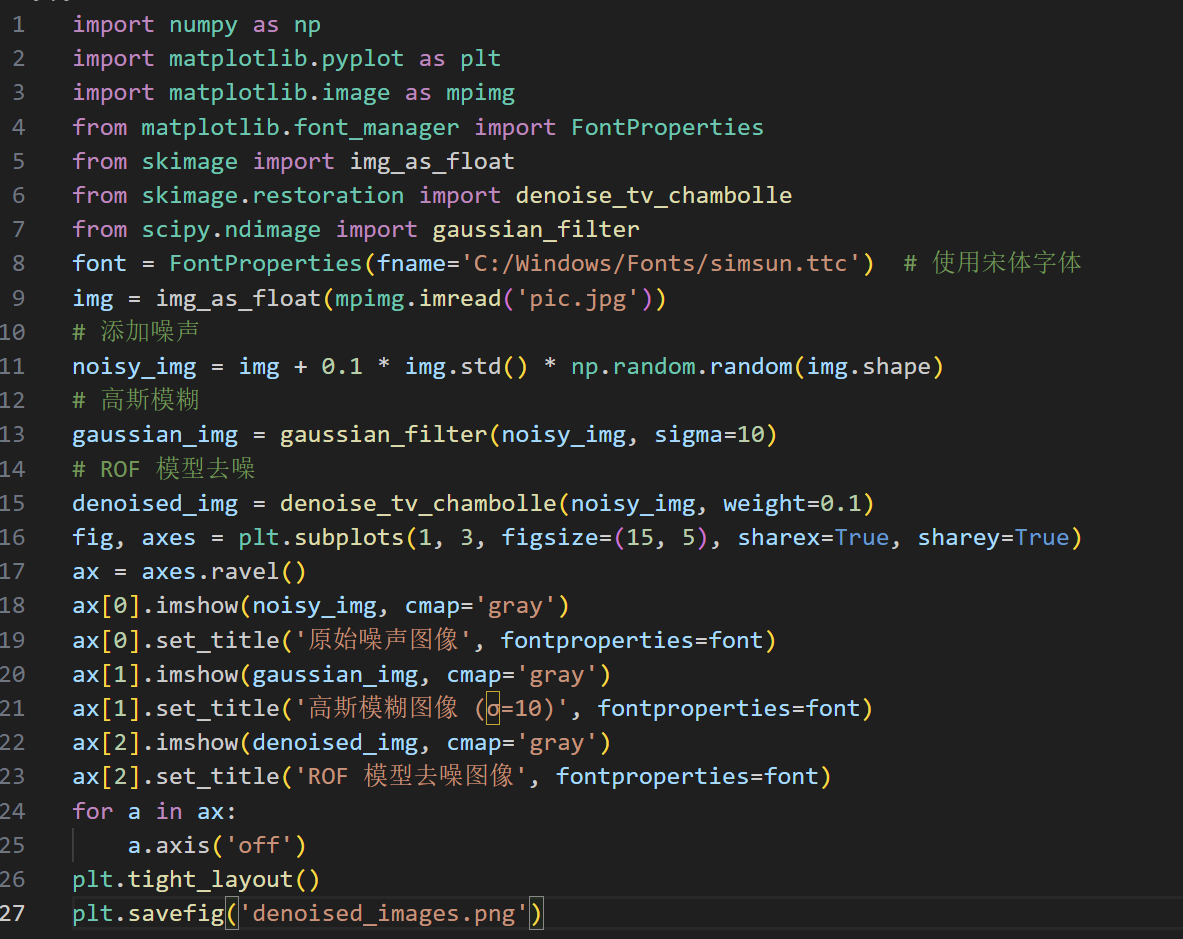 1 import numpy as np
2 import matplotlib.pyplot as plt
3 import matplotlib.image as mpimg
4 from matplotlib.font_manager import FontProperties
5 from skimage import img_as_float
6 from skimage.restoration import denoise_tv_chambolle
7 from scipy.ndimage import gaussian_filter
8 font = FontProperties(fname='C:/Windows/Fonts/simsun.ttc')  # 使用宋体字体
9 img = img_as_float(mpimg.imread('pic.jpg'))
10 # 添加噪声
11 noisy_img = img + 0.1 * img.std() * np.random.random(img.shape)
12 # 高斯模糊
13 gaussian_img = gaussian_filter(noisy_img, sigma=10)
14 # ROF 模型去噪
15 denoised_img = denoise_tv_chambolle(noisy_img, weight=0.1)
16 fig, axes = plt.subplots(1, 3, figsize=(15, 5), sharex=True, sharey=True)
17 ax = axes.ravel()
18 ax[0].imshow(noisy_img, cmap='gray')
19 ax[0].set_title('原始噪声图像', fontproperties=font)
20 ax[1].imshow(gaussian_img, cmap='gray')
21 ax[1].set_title('高斯模糊图像 (σ=10)', fontproperties=font)
22 ax[2].imshow(denoised_img, cmap='gray')
23 ax[2].set_title('ROF 模型去噪图像', fontproperties=font)
24 for a in ax:
25     a.axis('off')
26 plt.tight_layout()
27 plt.savefig('denoised_images.png')